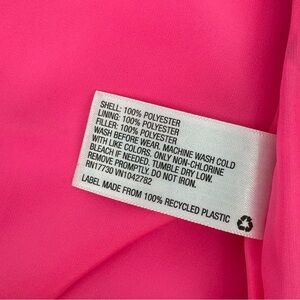 SHELL: 100% POLYESTER
LINING: 100% POLYESTER
FILLER: 100% POLYESTER
WASH BEFORE WEAR. MACHINE WASH COLD
WITH LIKE COLORS. ONLY NON-CHLORINE
BLEACH IF NEEDED. TUMBLE DRY LOW.
REMOVE PROMPTLY. DO NOT IRON.
RN17730 VN1042782
LABEL MADE FROM 100% RECYCLED PLASTIC